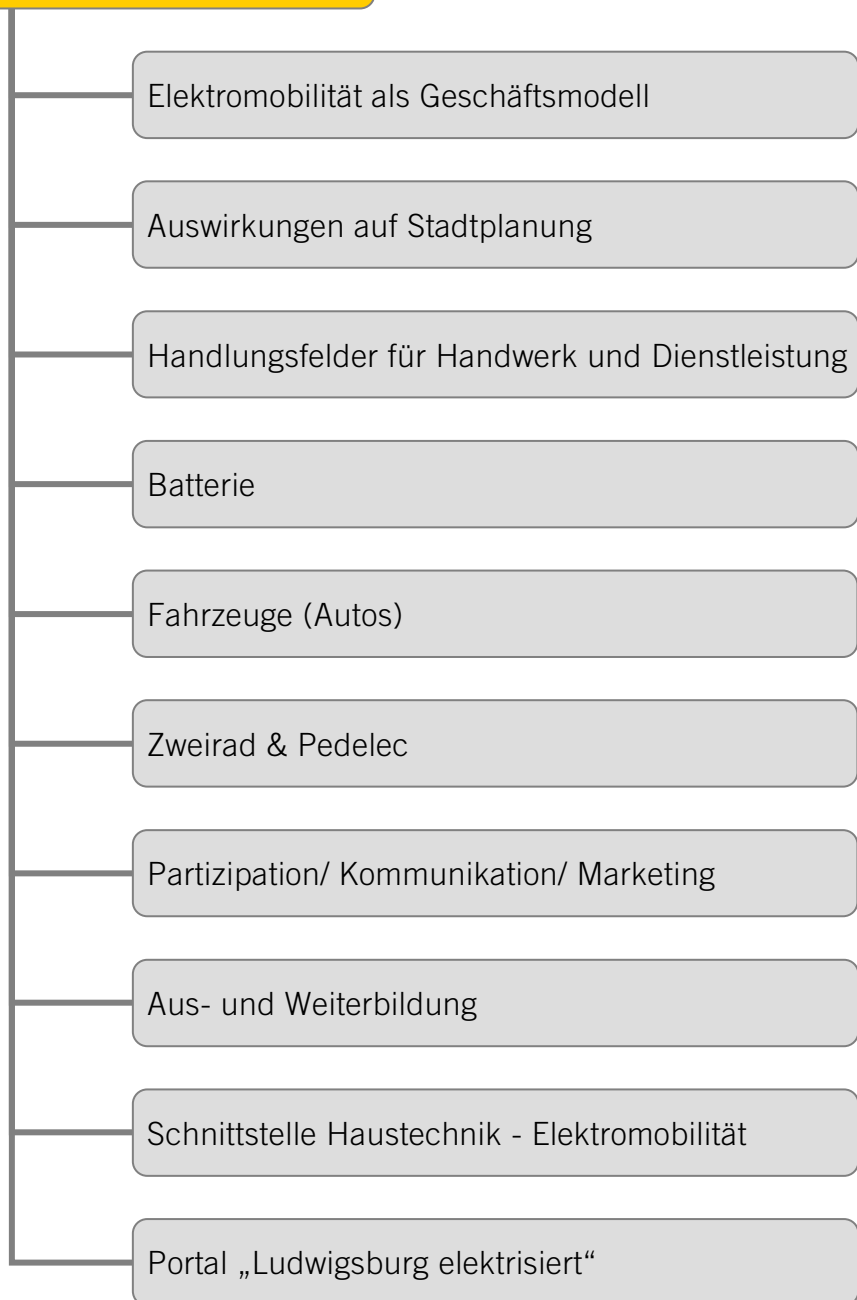 Elektromobilität als Geschäftsmodell
Auswirkungen auf Stadtplanung
Handlungsfelder für Handwerk und Dienstleistung
Batterie
Fahrzeuge (Autos)
Zweirad & Pedelec
Partizipation/ Kommunikation/ Marketing
Aus- und Weiterbildung
Schnittstelle Haustechnik - Elektromobilität
Portal „Ludwigsburg elektrisiert“